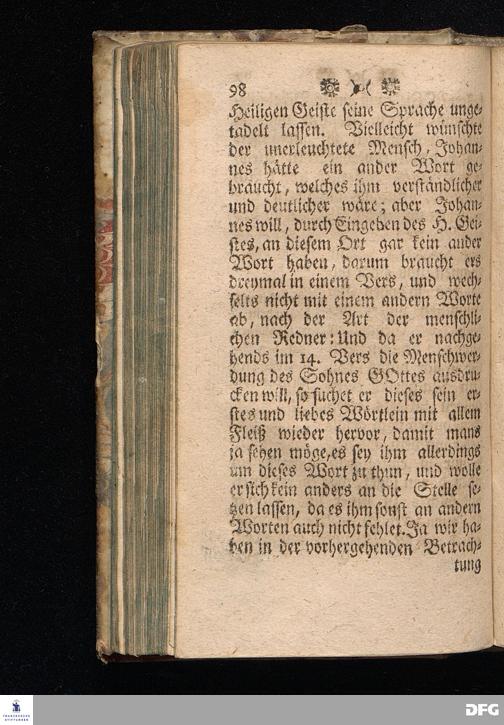 98
Heiligen Geiste seine Sprache unge-
tadelt lassen. Vielleicht wünschte
der unerleuchtete Mensch, Johan-
nes hätte ein ander Wort ge-
braucht, welches ihm verständlicher
und deutlicher wäre; aber Johan-
nes will, durch Eingeben des H. Gei-
stes, an diesem Ort gar kein ander
Wort haben, darum braucht ers
dreymal in einem Vers, und wech-
selts nicht mit einem andern Worte
ab, nach der Art der menschli-
chen Redner: Und da er nachge-
hends im 14. Vers die Menschwer-
dung des Sohnes GOttes ausdru-
cken will, so suchet er dieses sein er-
stes und liebes Wörtlein mit allem
Fleiß wieder hervor, damit mans
ja sehen möge, es sey ihm allerdings
um dieses Wort zu thun, und wolle
er sich kein anders an die Stelle se-
tzen lassen, da es ihm sonst an andern
Worten auch nicht fehlet. Ja wir ha-
ben in der vorhergehenden Betrach-
tung
FRANCKESCHE
STIFTUNGEN
DFG